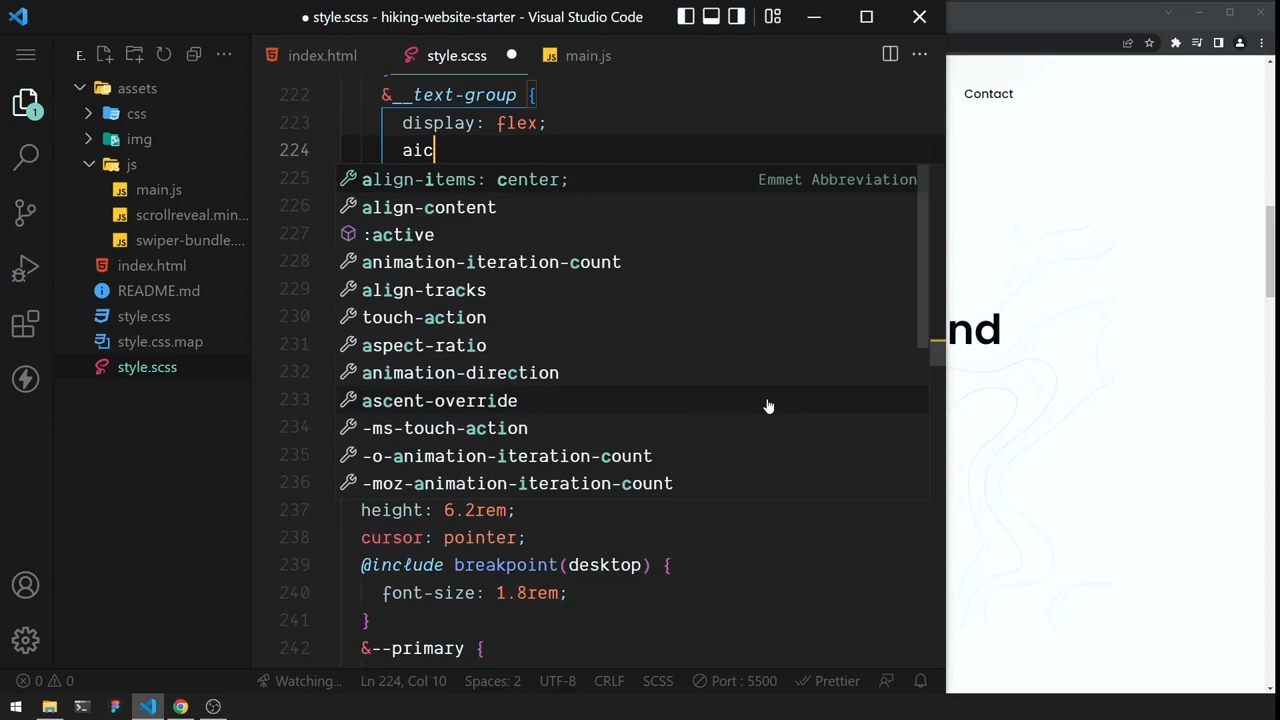 style.scss - hiking-website-starter - Visual Studio Code
E.
index.html
style.scss
main.js
assets
css
img
js
main.js
scrollreveal.min...
swiper-bundle....
index.html
README.md
style.css
style.css.map
style.scss
1
222 &__text-group {
223 display: flex;
224 aic
225
226
227
228
229
230
231
232
233
234
235
236
align-items: center; Emmet Abbreviation
align-content
:active
animation-iteration-count
align-tracks
touch-action
aspect-ratio
animation-direction
ascent-override
-ms-touch-action
-o-animation-iteration-count
-moz-animation-iteration-count
237 height: 6.2rem;
238 cursor: pointer;
239 @include breakpoint(desktop) {
240 font-size: 1.8rem;
241 }
242 &--primary {
0 0 Watching... Ln 224, Col 10 Spaces: 2 UTF-8 CRLF SCSS Port : 5500 Prettier
Contact
nd